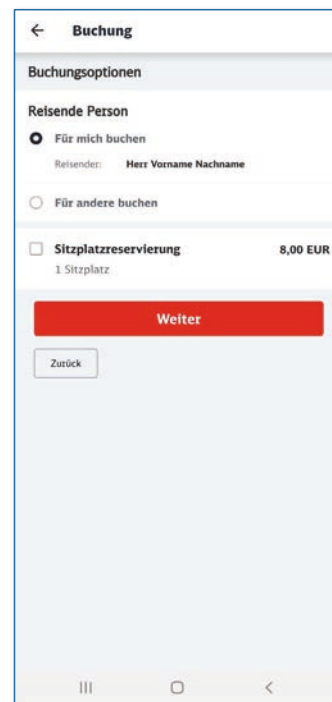 Buchung
Buchungsoptionen
Reisende Person
Für mich buchen
Reisender: Herr Vorname Nachname
Für andere buchen
Sitzplatzreservierung 8,00 EUR
1 Sitzplatz
Weiter
Zurück